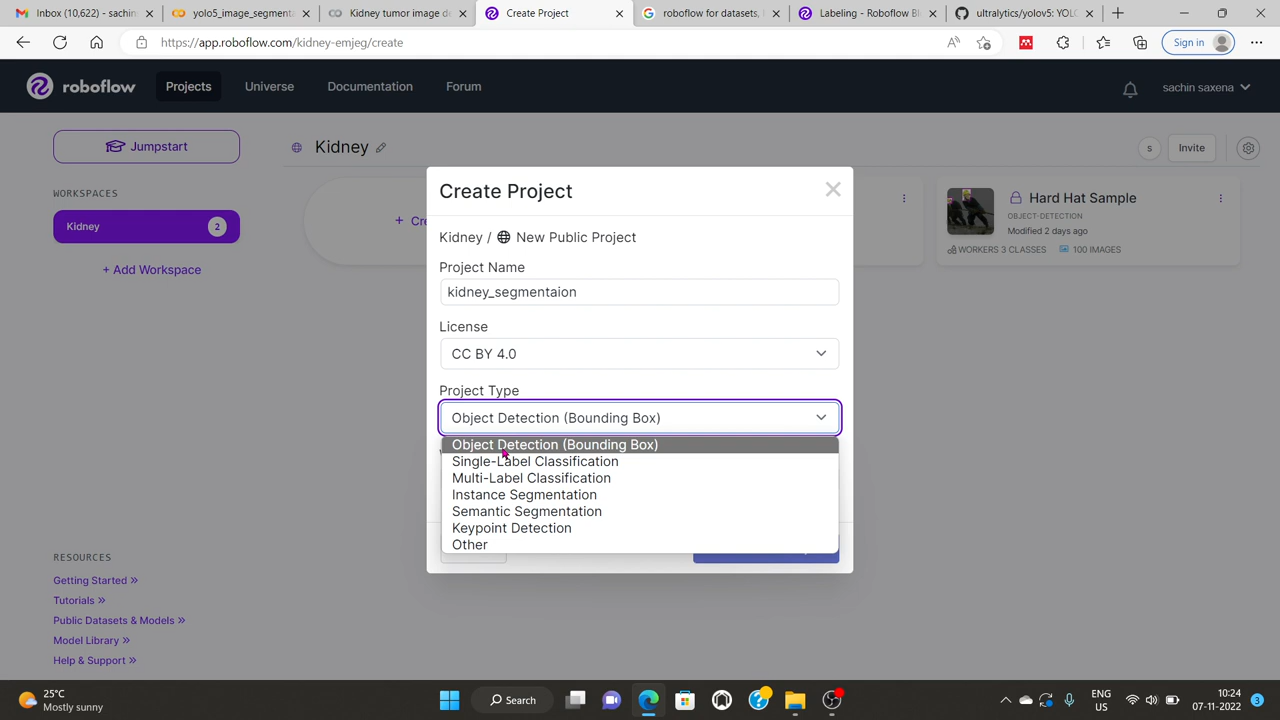 Inbox (10,622) - sachin
yolo5_image_segmenta
Kidney tumor image d
Create Project
roboflow for datasets, l
Labeling - Roboflow Bl
ultralytics/yolov5: YOL
https://app.roboflow.com/kidney-emjeg/create
Sign in
roboflow
Projects
Universe
Documentation
Forum
sachin saxena
Jumpstart
Kidney
s
Invite
WORKSPACES
Kidney
2
+ Add Workspace
+ Cre
Hard Hat Sample
OBJECT-DETECTION
Modified 2 days ago
WORKERS 3 CLASSES
100 IMAGES
Create Project
Kidney / New Public Project
Project Name
kidney_segmentaion
License
CC BY 4.0
Project Type
Object Detection (Bounding Box)
Object Detection (Bounding Box)
Single-Label Classification
Multi-Label Classification
Instance Segmentation
Semantic Segmentation
Keypoint Detection
Other
RESOURCES
Getting Started »
Tutorials »
Public Datasets & Models »
Model Library »
Help & Support »
25°C
Mostly sunny
Search
ENG
US
10:24
07-11-2022
3